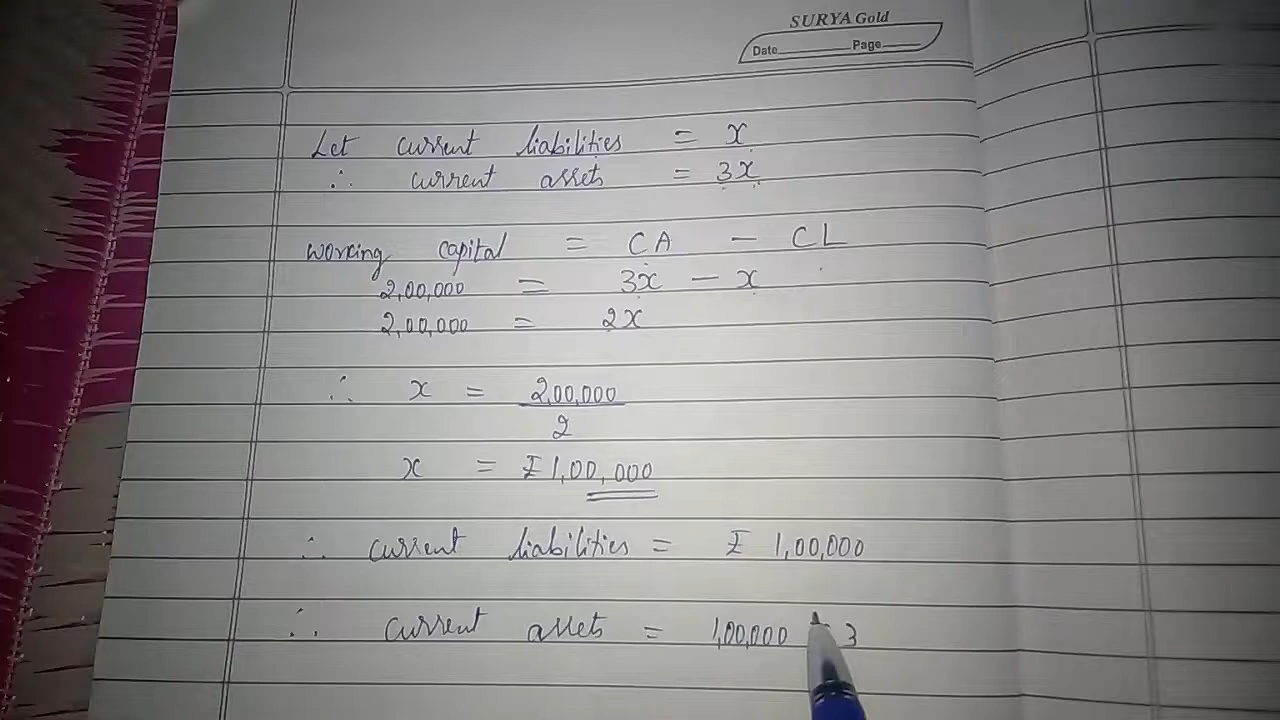 SURYA Gold
Date Page
Let current liabilities = x
∴ current assets = 3x
Working capital = CA - CL
2,00,000 = 3x - x
2,00,000 = 2x
∴ x = 2,00,000
2
x = ₹ 1,00,000
∴ current liabilities = ₹ 1,00,000
∴ current assets = 1,00,000 3